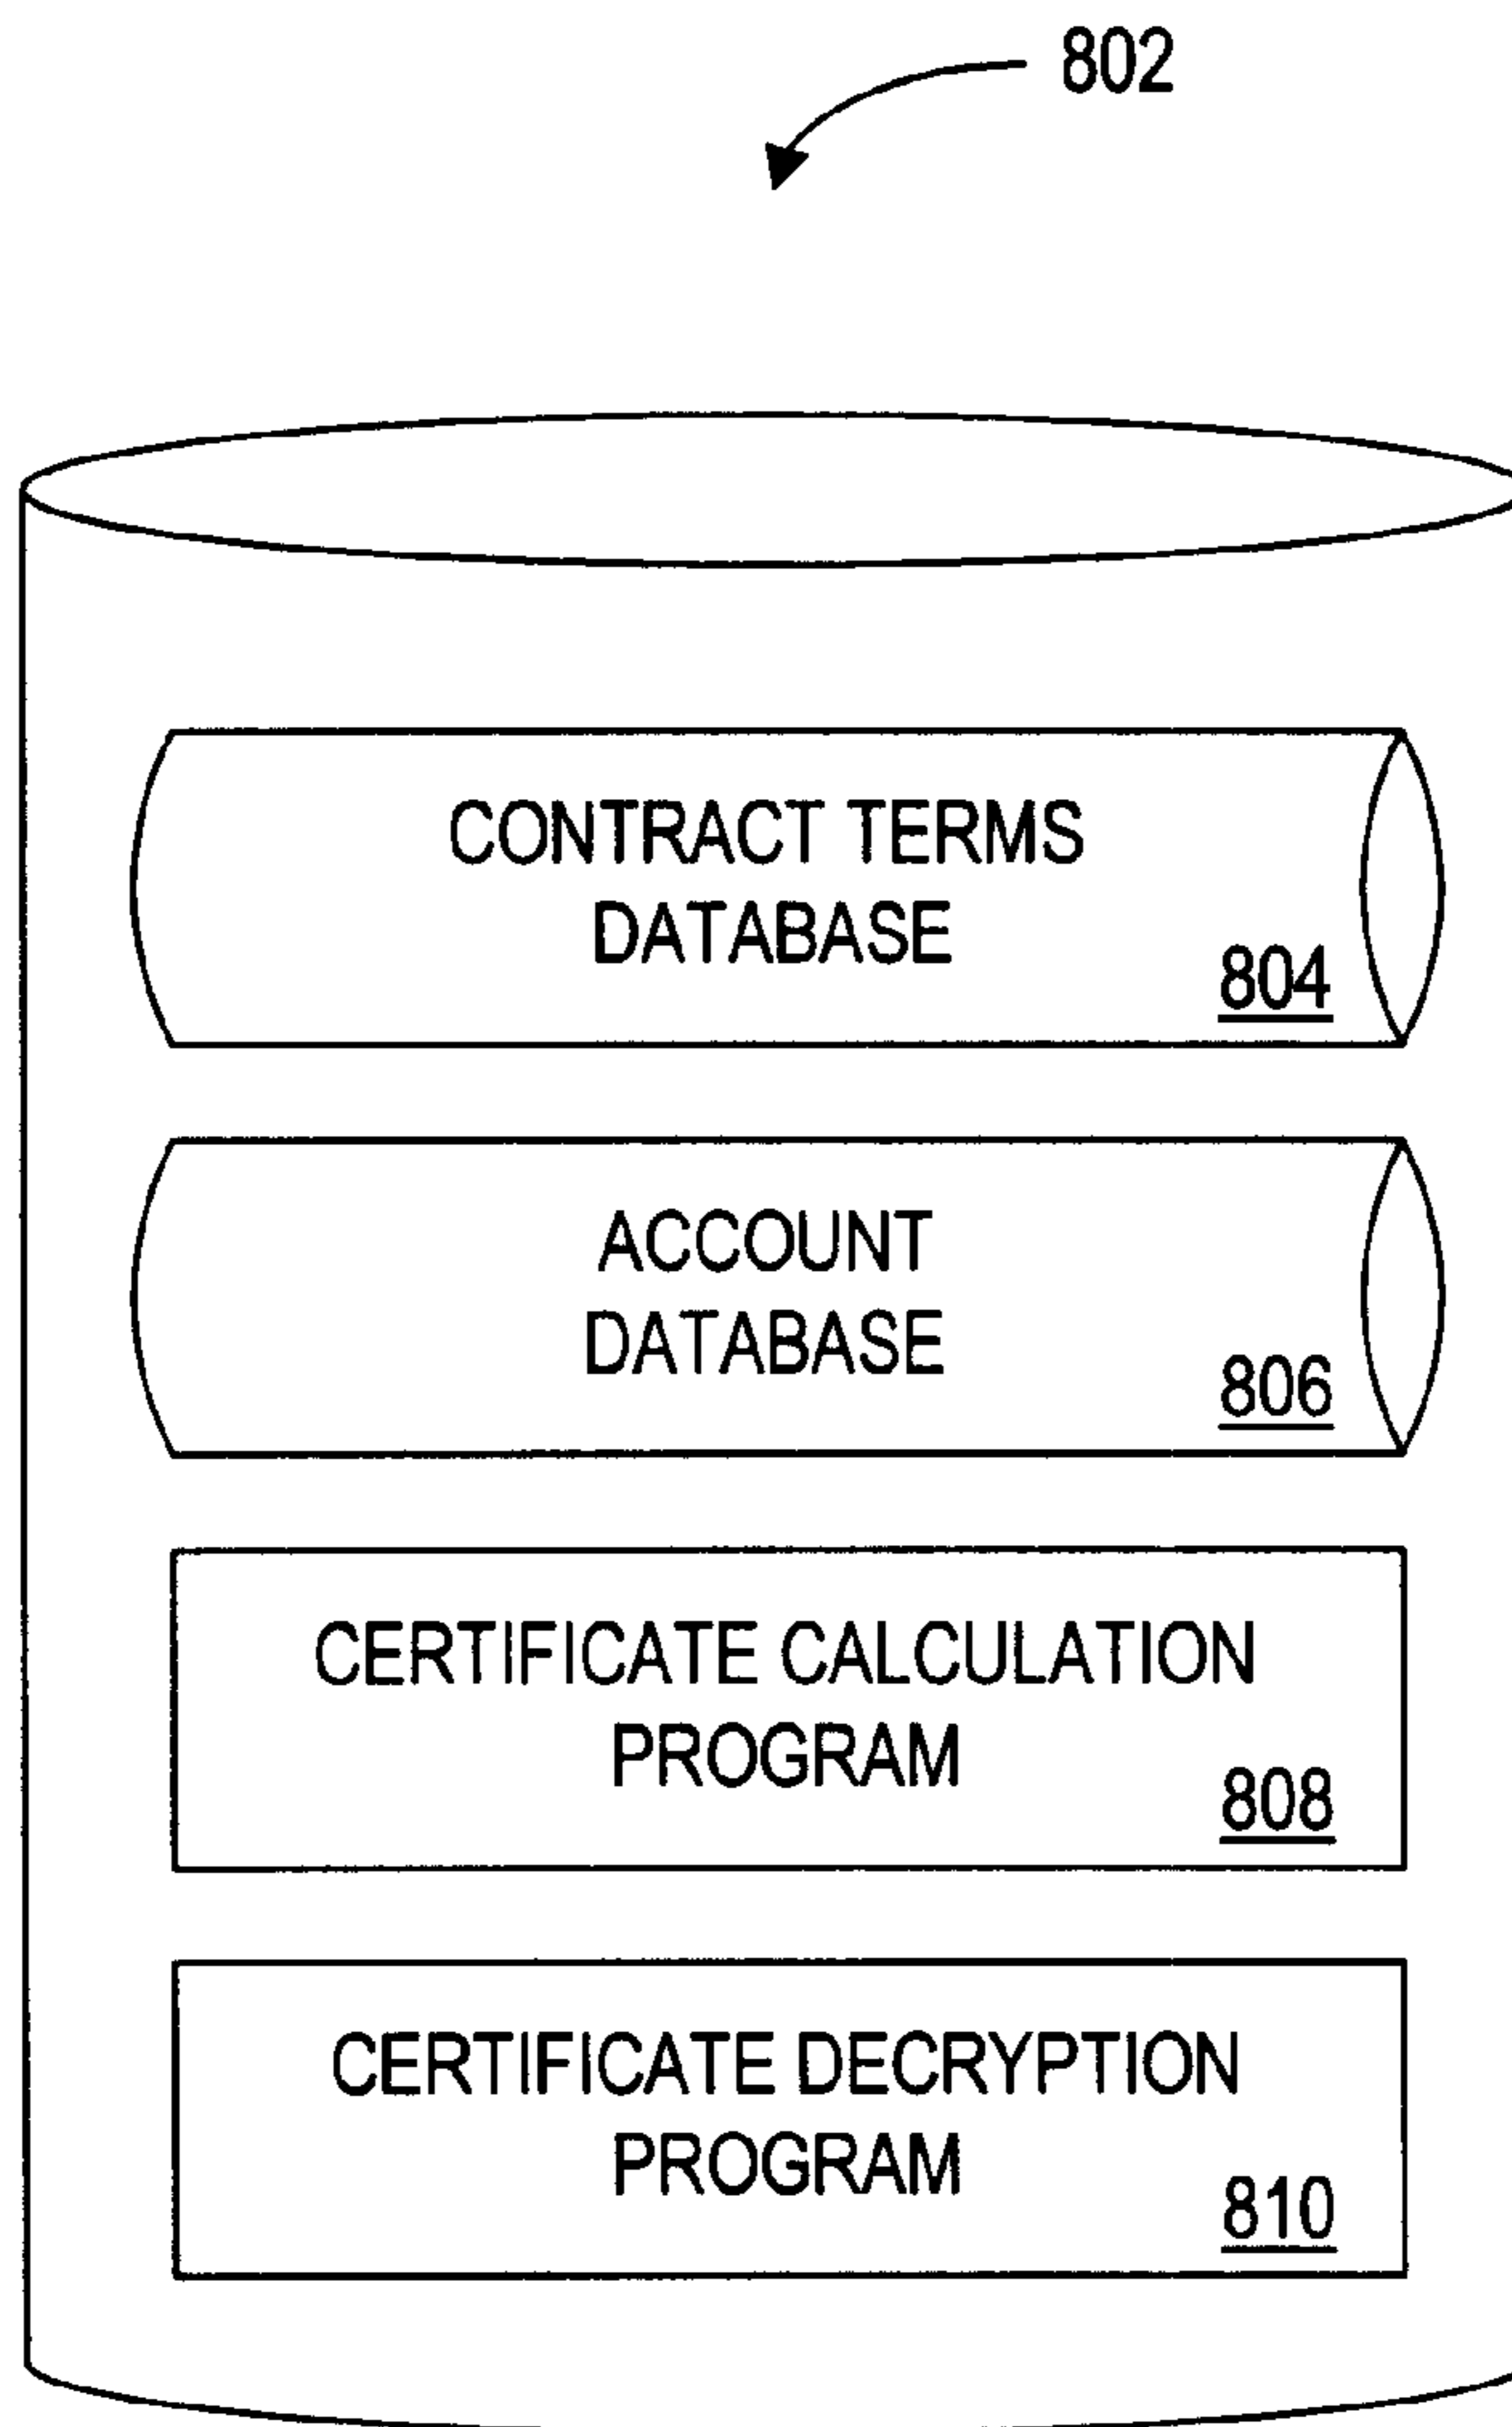 802
CONTRACT TERMS
DATABASE
804
ACCOUNT
DATABASE
806
CERTIFICATE CALCULATION
PROGRAM
808
CERTIFICATE DECRYPTION
PROGRAM
810